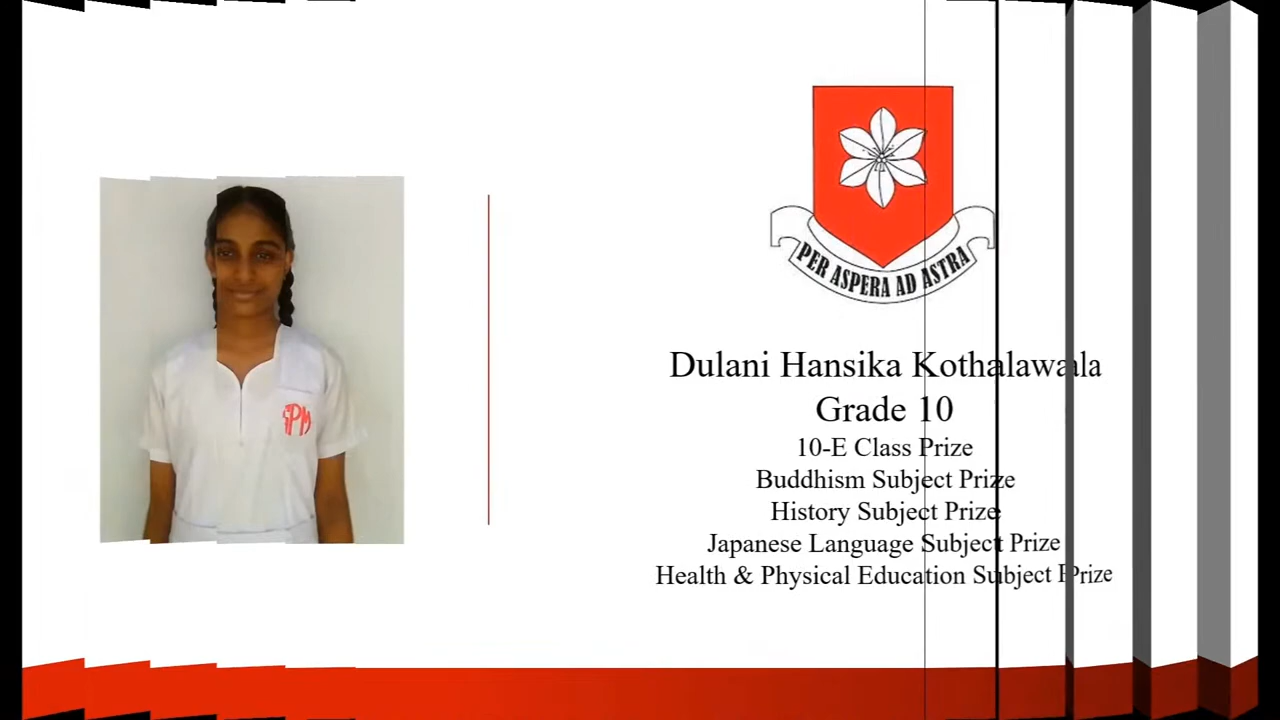 PER ASPERA AD ASTRA
Dulani Hansika Kothalawala
Grade 10
10-E Class Prize
Buddhism Subject Prize
History Subject Prize
Japanese Language Subject Prize
Health & Physical Education Subject Prize